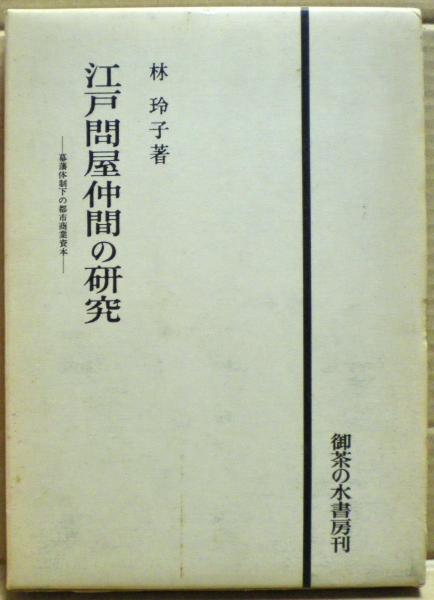 御茶の水書房刊
林玲子著
江戸問屋仲間の研究
──幕藩体制下の都市商業資本──